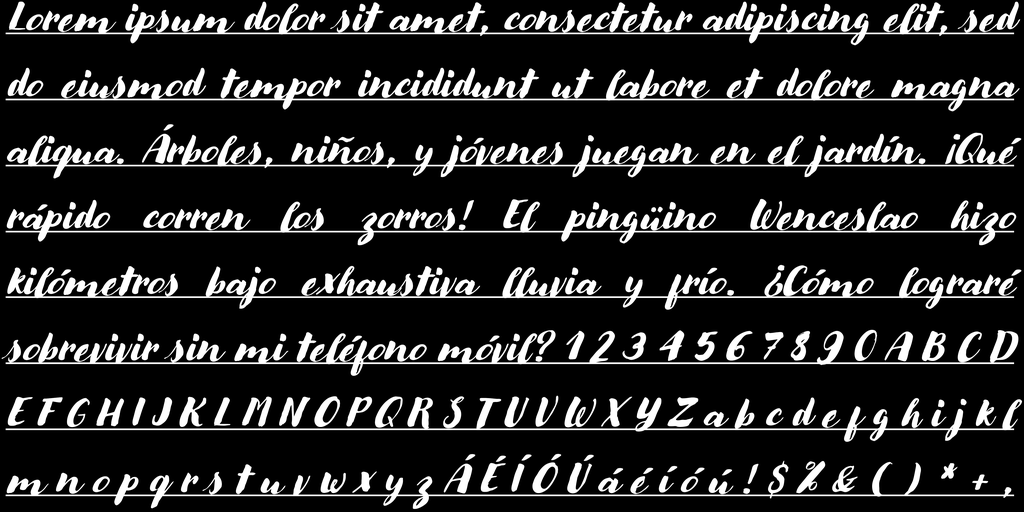 Lorem ipsum dolor sit amet, consectetur adipiscing elit, sed
do eiusmod tempor incididunt ut labore et dolore magna
aliqua. Árboles, niños, y jóvenes juegan en el jardín. ¡Qué
rápido corren los zorros! El pingüino Wenceslao hizo
kilómetros bajo exhaustiva lluvia y frío. ¿Cómo lograré
sobrevivir sin mi teléfono móvil? 1 2 3 4 5 6 7 8 9 0 A B C D
E F G H I J K L M N O P Q R S T U V W X Y Z a b c d e f g h i j k l
m n o p q r s t u v w x y z Á É Í Ó Ú á é í ó ú ! $ % & ( ) * + ,